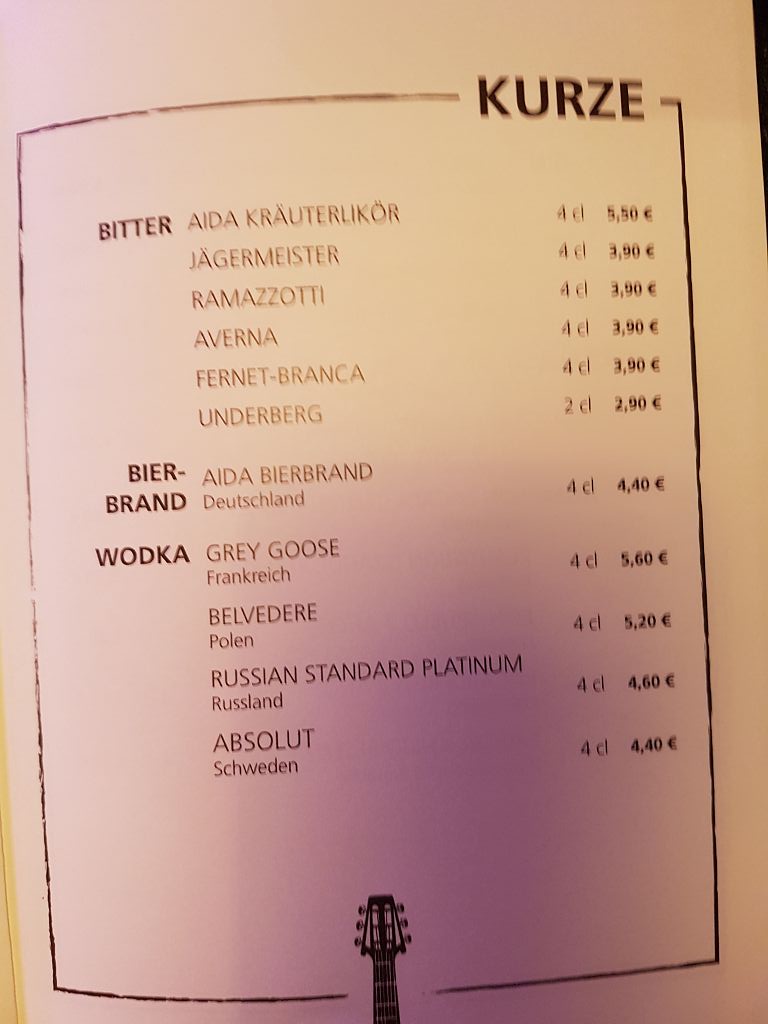 KURZE
BITTER AIDA KRÄUTERLIKÖR 4 cl 5,50 €
JÄGERMEISTER 4 cl 3,90 €
RAMAZZOTTI 4 cl 3,90 €
AVERNA 4 cl 3,90 €
FERNET-BRANCA 4 cl 3,90 €
UNDERBERG 2 cl 2,90 €
BIER- AIDA BIERBRAND 4 cl 4,40 €
BRAND Deutschland
WODKA GREY GOOSE 4 cl 5,60 €
Frankreich
BELVEDERE 4 cl 5,20 €
Polen
RUSSIAN STANDARD PLATINUM 4 cl 4,60 €
Russland
ABSOLUT 4 cl 4,40 €
Schweden